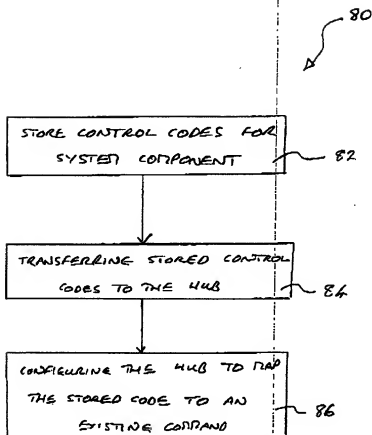 80
STORE CONTROL CODES FOR
SYSTEM COMPONENT
82
TRANSFERRING STORED CONTROL
CODES TO THE HUB
84
CONFIGURING THE HUB TO MAP
THE STORED CODE TO AN
EXISTING COMMAND
86